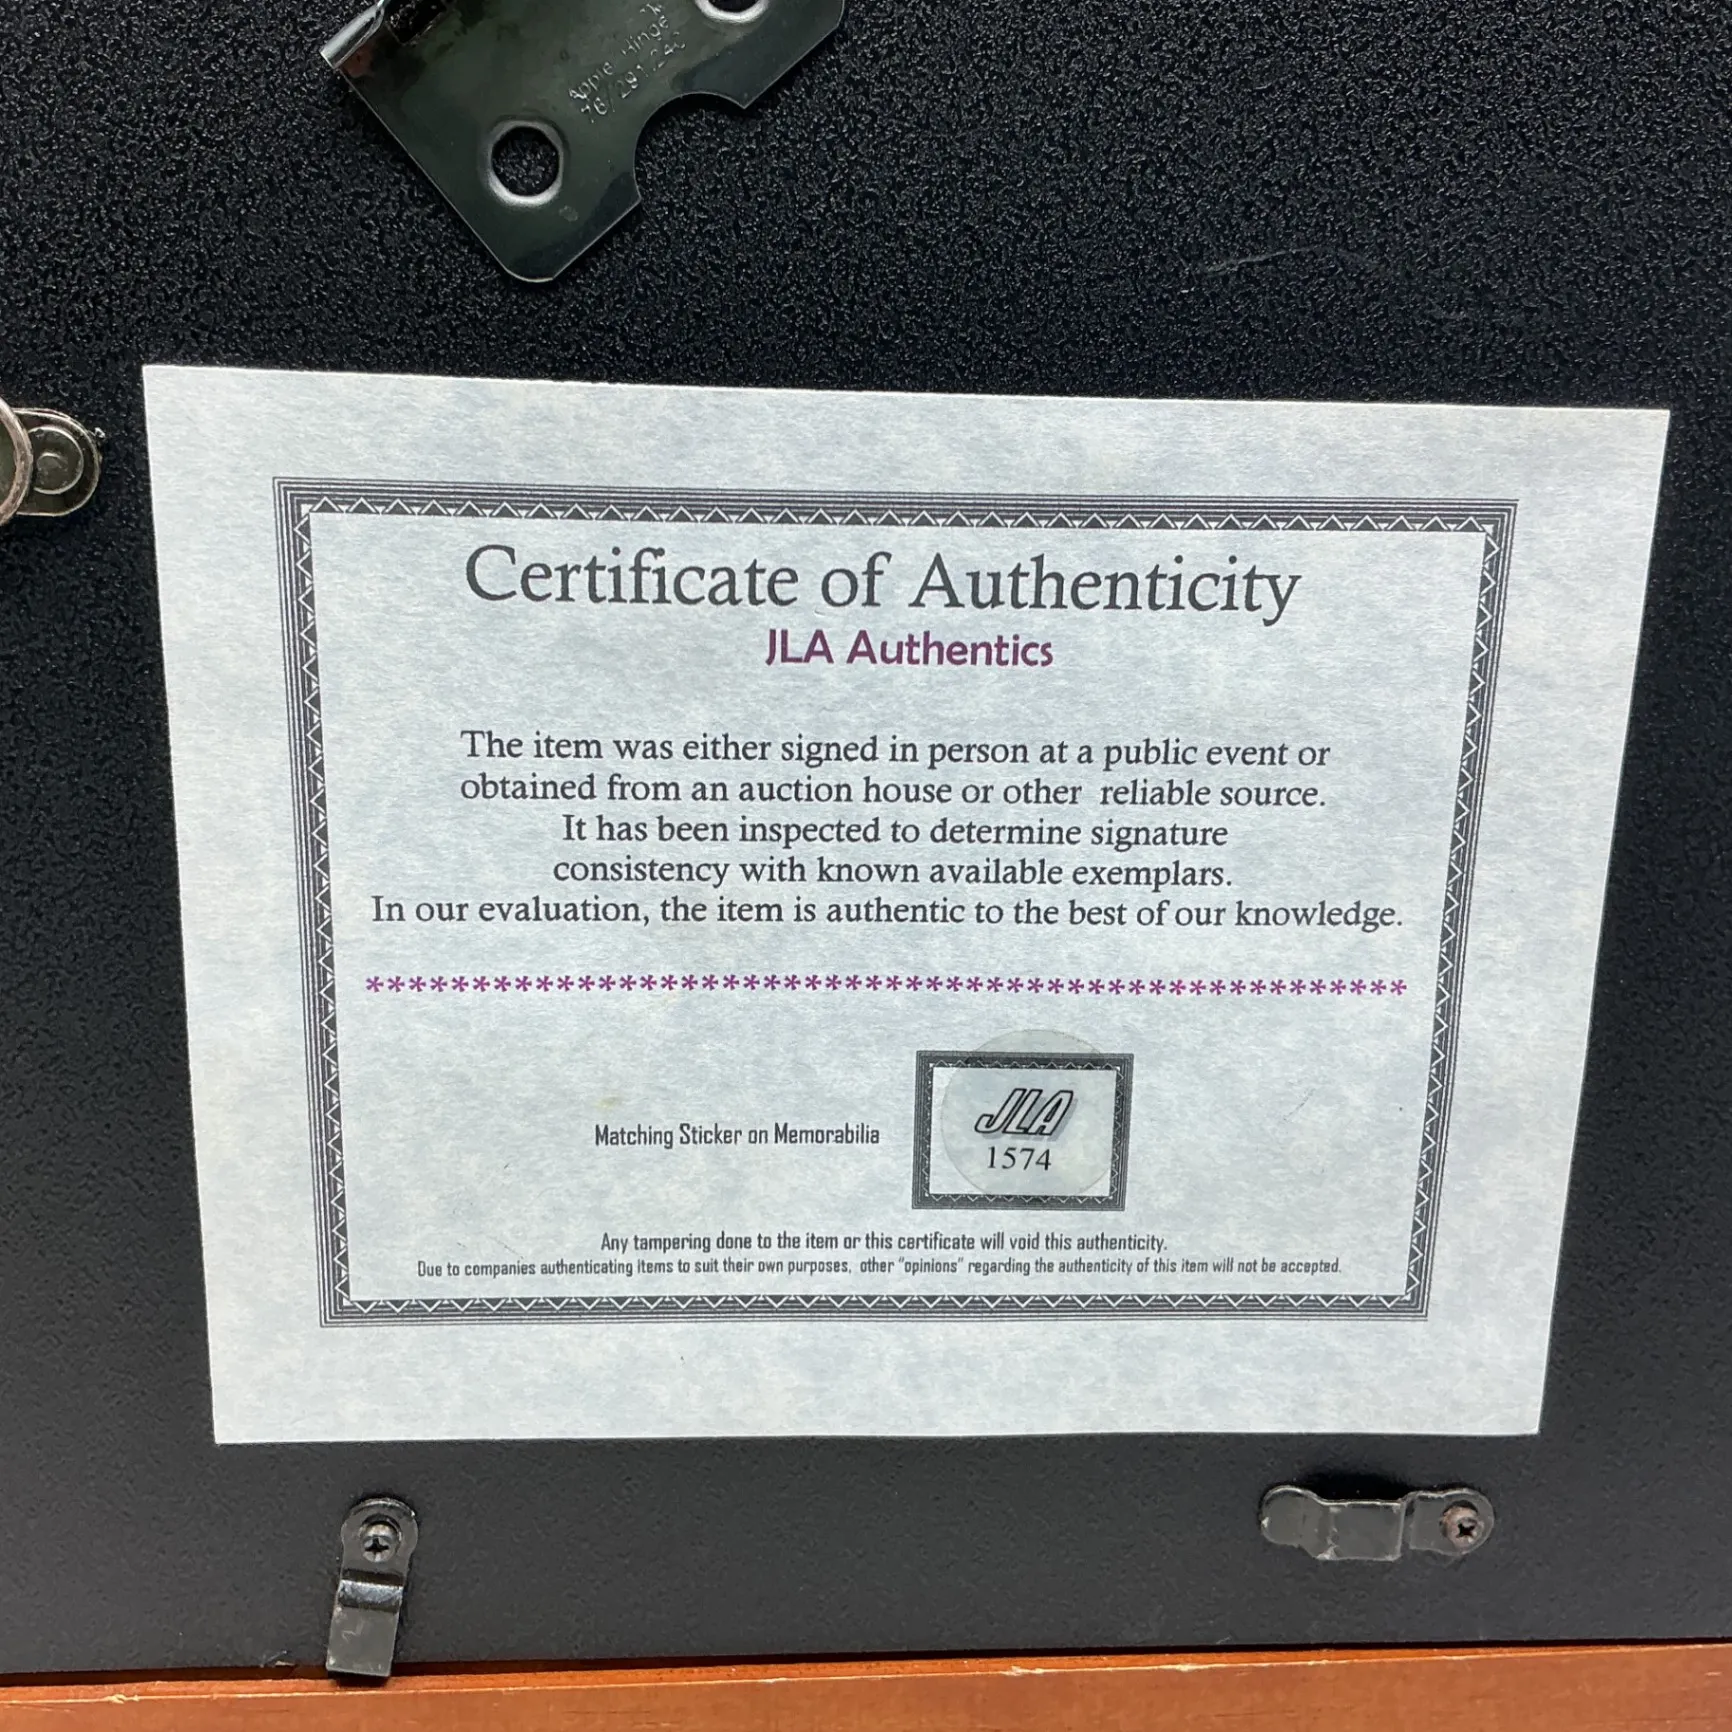 Apple Hinge
Certificate of Authenticity
JLA Authentics
The item was either signed in person at a public event or
obtained from an auction house or other reliable source.
It has been inspected to determine signature
consistency with known available exemplars.
In our evaluation, the item is authentic to the best of our knowledge.
Matching Sticker on Memorabilia
JLA
1574
Any tampering done to the item or this certificate will void this authenticity.
Due to companies authenticating items to suit their own purposes, other "opinions" regarding the authenticity of this item will not be accepted.